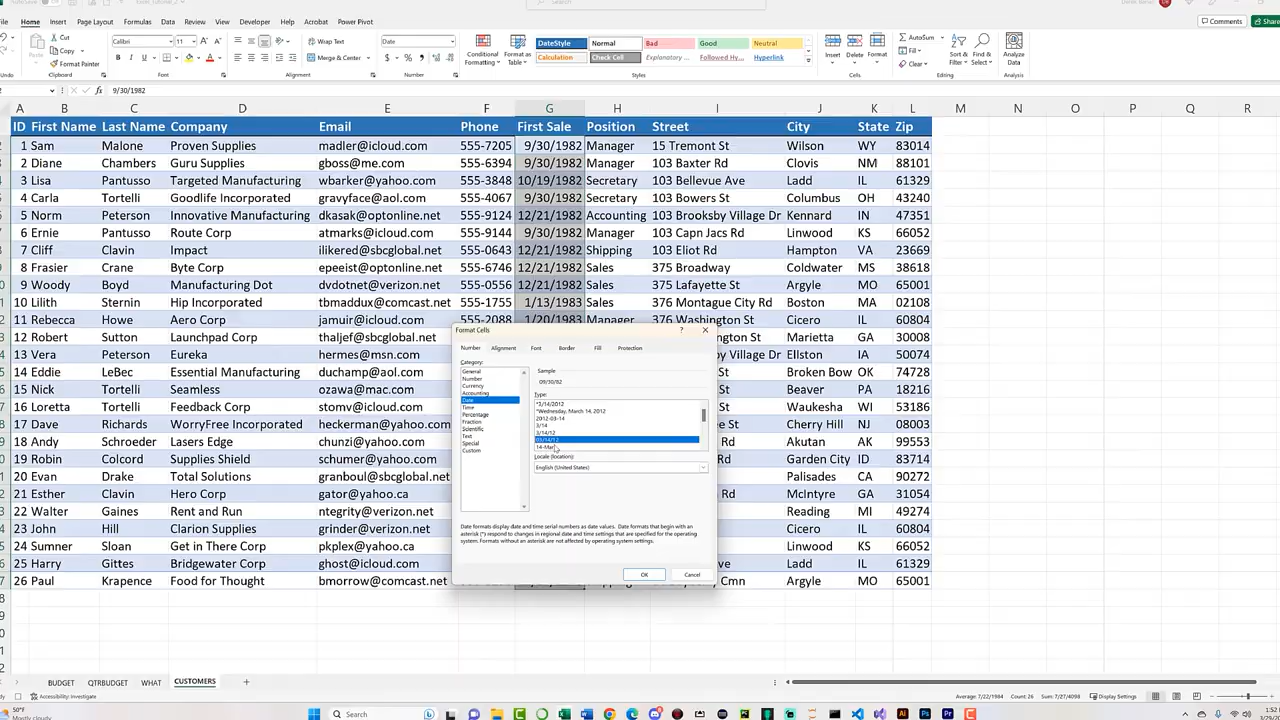 File Home Insert Page Layout Formulas Data Review View Developer Help Acrobat Power Pivot Comments Share
Cut
Copy
Format Painter
Calibri 11
Wrap Text
Merge & Center
Date
Conditional Formatting
Format as Table
DateStyle Normal Bad Good Neutral
Calculation Check Cell Explanatory ... Followed Hy... Hyperlink
Insert Delete Format
AutoSum
Fill
Clear
Sort & Filter
Find & Select
Analyze Data
Clipboard Font Alignment Number Styles Cells Editing Analysis
9/30/1982
A B C D E F G H I J K L M N O P Q R
ID First Name Last Name Company Email Phone First Sale Position Street City State Zip
1 Sam Malone Proven Supplies madler@icloud.com 555-7205 9/30/1982 Manager 15 Tremont St Wilson WY 83014
2 Diane Chambers Guru Supplies gboss@me.com 555-6394 9/30/1982 Manager 103 Baxter Rd Clovis NM 88101
3 Lisa Pantusso Targeted Manufacturing wbarker@yahoo.com 555-3848 10/19/1982 Secretary 103 Bellevue Ave Ladd IL 61329
4 Carla Tortelli Goodlife Incorporated gravyface@aol.com 555-4067 9/30/1982 Secretary 103 Bowers St Columbus OH 43240
5 Norm Peterson Innovative Manufacturing dkasak@optonline.net 555-9124 12/21/1982 Accounting 103 Brooksby Village Dr Kennard IN 47351
6 Ernie Pantusso Route Corp atmarks@icloud.com 555-9144 9/30/1982 Manager 103 Capn Jacs Rd Linwood KS 66052
7 Cliff Clavin Impact ilikered@sbcglobal.net 555-0643 12/21/1982 Shipping 103 Eliot Rd Hampton VA 23669
8 Frasier Crane Byte Corp epeeist@optonline.net 555-6746 12/21/1982 Sales 375 Broadway Coldwater MS 38618
9 Woody Boyd Manufacturing Dot dvdotnet@verizon.net 555-0556 12/21/1982 Sales 375 Lafayette St Argyle MO 65001
10 Lilith Sternin Hip Incorporated tbmaddux@comcast.net 555-1755 1/13/1983 Sales 376 Montague City Rd Boston MA 02108
11 Rebecca Howe Aero Corp jamuir@icloud.com 555-2088 1/20/1983 Manager 376 Washington St Cicero IL 60804
12 Robert Sutton Launchpad Corp thaljef@sbcglobal.net Marietta GA 30008
13 Vera Peterson Eureka hermes@msn.com Village Dr Ellston IA 50074
14 Eddie LeBec Essential Manufacturing duchamp@aol.com Broken Bow OK 74728
15 Nick Tortelli Seamless ozawa@mac.com Beaver PA
16 Loretta Tortelli Feedback Corp stomv@icloud.com Waukesha WI 53186
17 Dave Richards WorryFree Incorporated heckerman@yahoo.com Cherry Hill NJ
18 Andy Schroeder Lasers Edge chunzi@yahoo.com Akutan AK 99553
19 Bain Cordial Smith and Sons schumer@yahoo.com Garden City ID 83714
20 Evan Drake Total Solutions granboul@sbcglobal.net Pahala HI
21 Esther Clavin Hero Corp gator@yahoo.ca Rd McIntyre GA 31054
22 Walter Gaines Rent and Run ntegrity@verizon.net Reading MI 49274
23 John Hill Clarion Supplies grinder@verizon.net Cicero IL 60804
24 Sumner Sloan Get in There Corp pkplex@yahoo.ca Linwood KS 66052
25 Harry Gittes Bridgewater Corp ghost@icloud.com Ladd IL 61329
26 Paul Krapence Food for Thought bmorrow@comcast.net Cmn Argyle MO 65001
Format Cells
Number Alignment Font Border Fill Protection
Category:
General
Number
Currency
Accounting
Date
Time
Percentage
Fraction
Scientific
Text
Special
Custom
Sample
09/30/82
Type:
*3/14/2012
*Wednesday, March 14, 2012
2012-03-14
3/14
3/14/12
03/14/12
14-Mar
Locale (location):
English (United States)
Date formats display date and time serial numbers as date values. Date formats that begin with an
asterisk (*) respond to changes in regional date and time settings that are specified for the operating
system. Formats without an asterisk are not affected by operating system settings.
OK Cancel
BUDGET QTRBUDGET WHAT CUSTOMERS
Accessibility: Investigate
Average: 7/22/1984 Count: 26 Sum: 7/27/4098 Display Settings
50°F
Mostly cloudy
Search